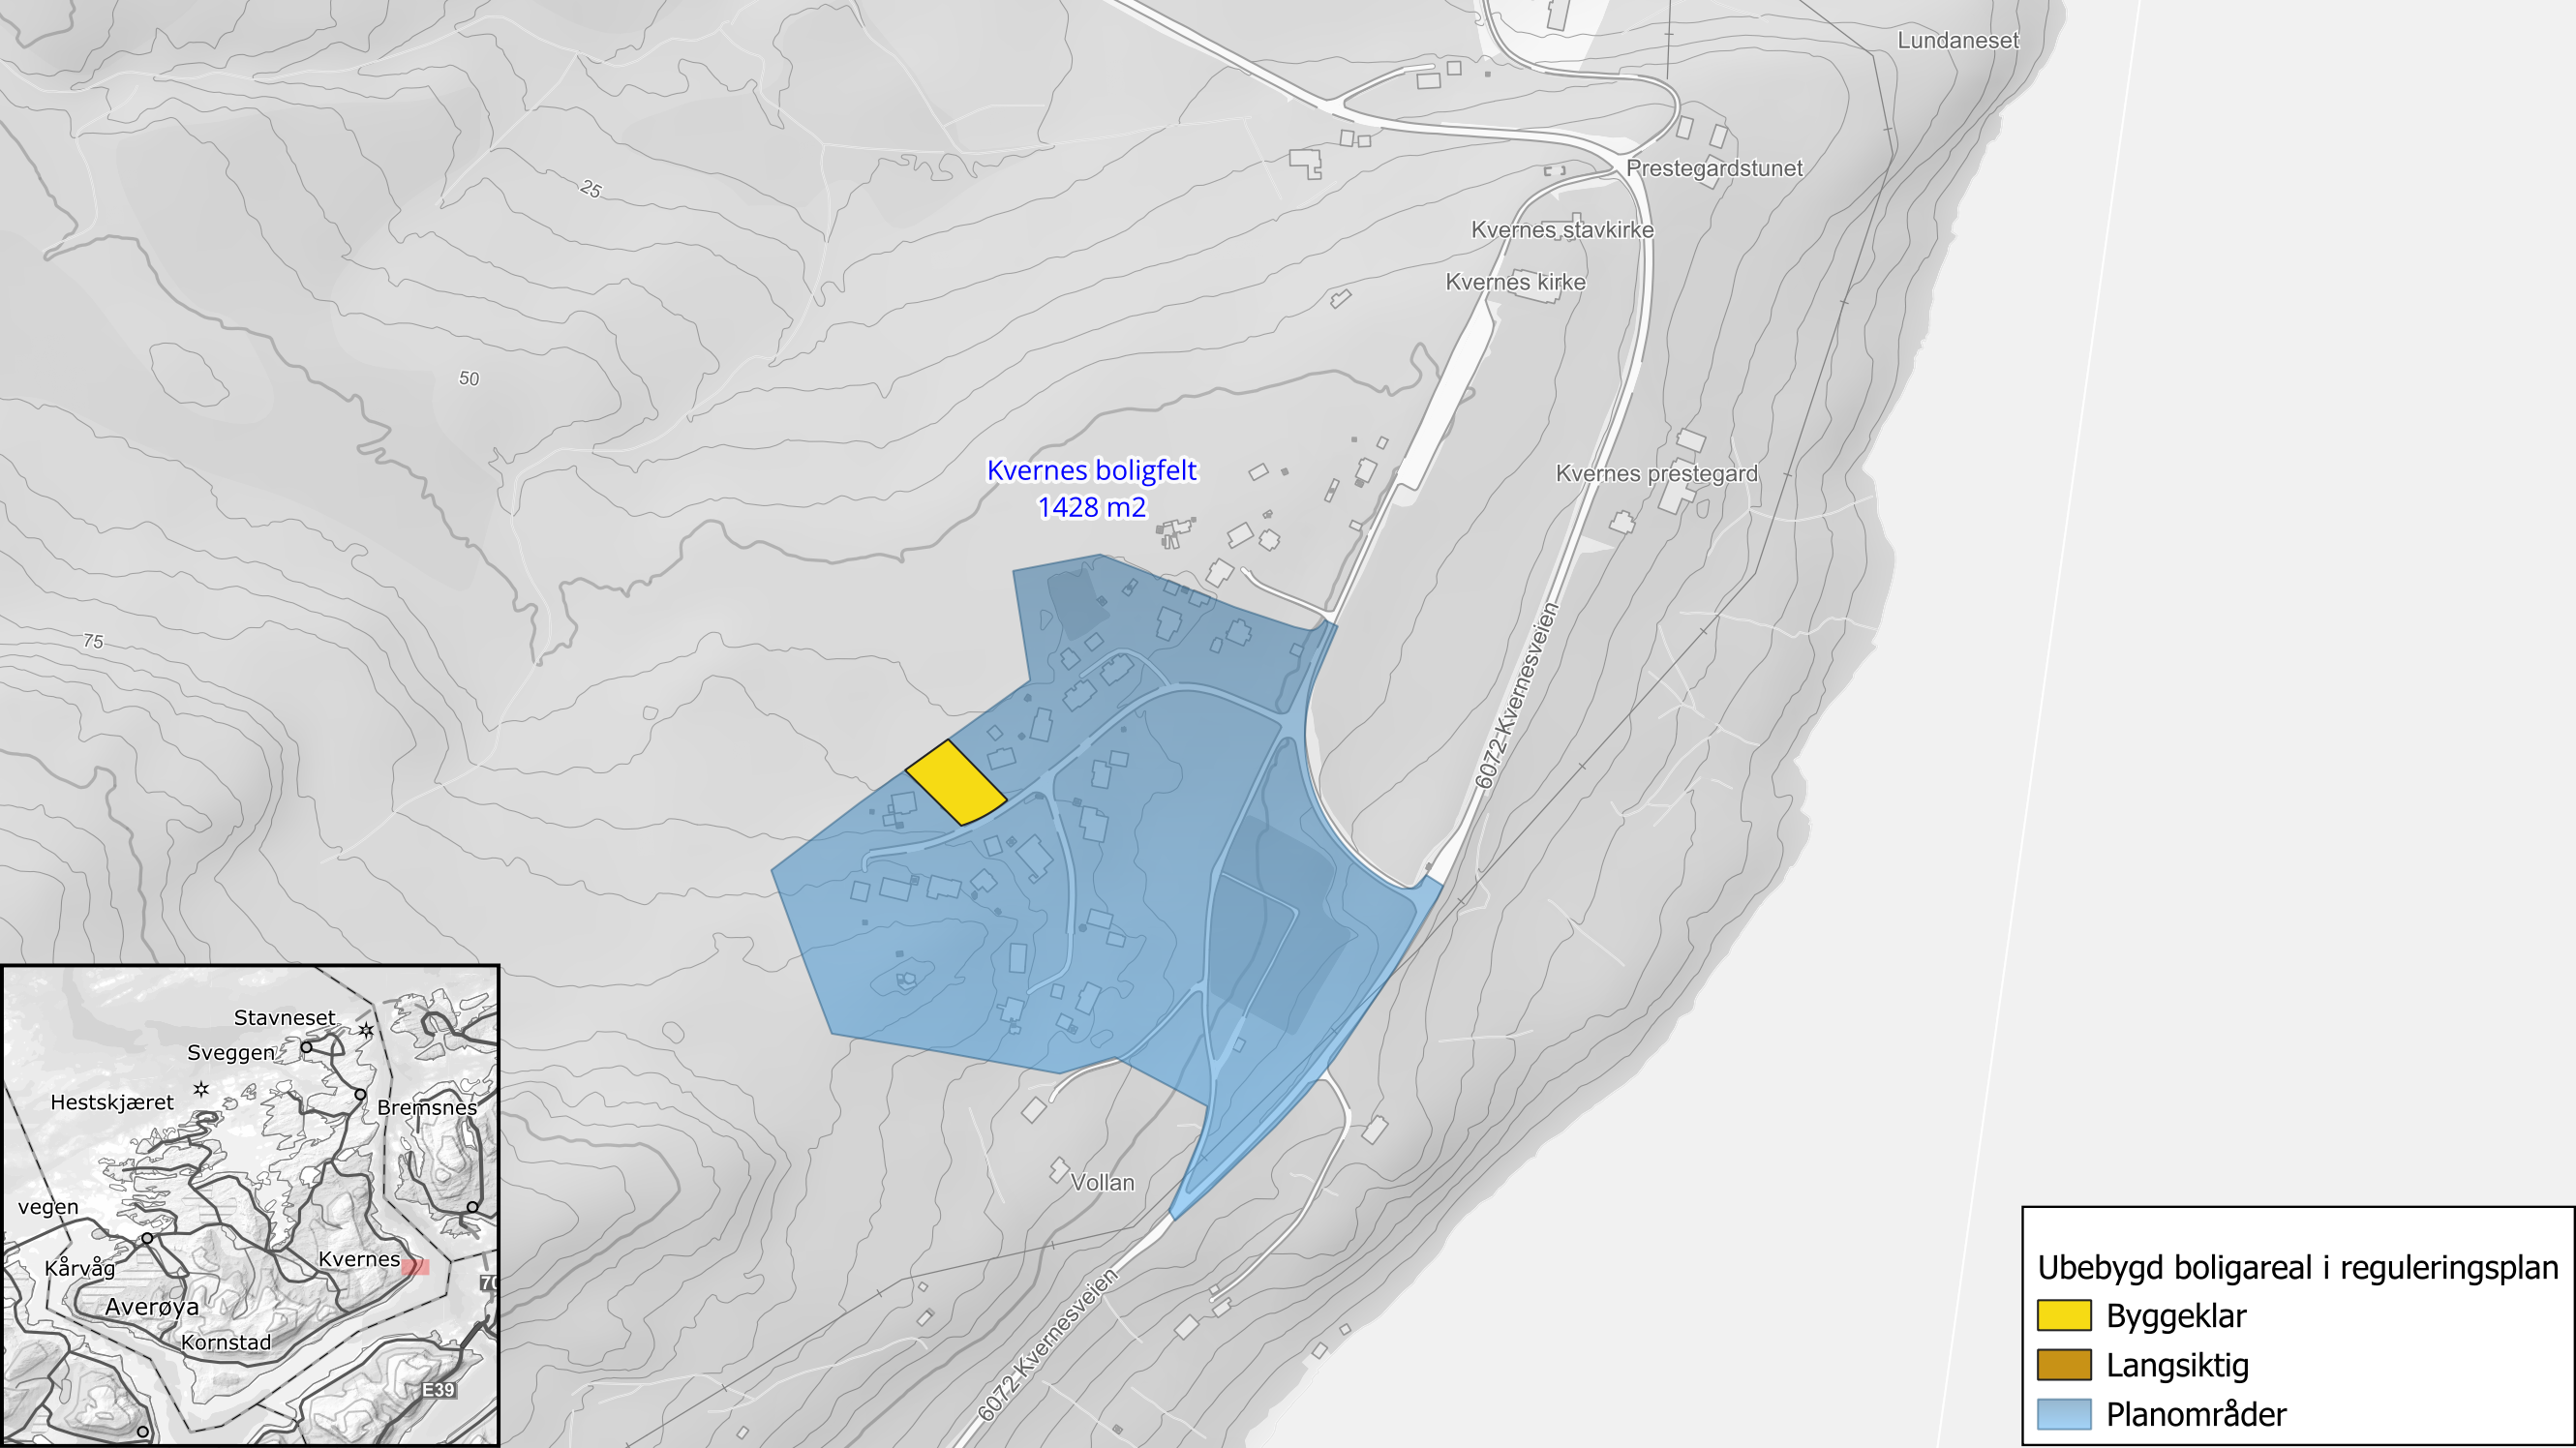 Lundaneset
Prestegardstunet
25
Kvernes stavkirke
Kvernes kirke
50
Kvernes boligfelt
1428 m2
Kvernes prestegard
75
6072 Kvernesveien
Vollan
6072 Kvernesveien
Stavneset
Sveggen
Hestskjæret
Bremsnes
vegen
Kvernes
Kårvåg
70
Averøya
Kornstad
E39
Ubebygd boligareal i reguleringsplan
Byggeklar
Langsiktig
Planområder